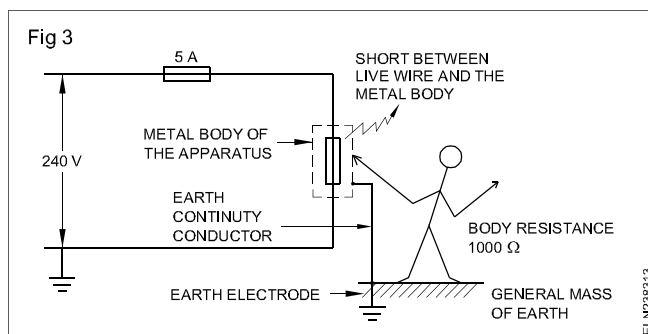 Fig 3
5 A
SHORT BETWEEN
LIVE WIRE AND THE
METAL BODY
METAL BODY OF
THE APPARATUS
240 V
EARTH
CONTINUTY
CONDUCTOR
BODY RESISTANCE
1000 Ω
EARTH ELECTRODE
GENERAL MASS
OF EARTH
ELN238313